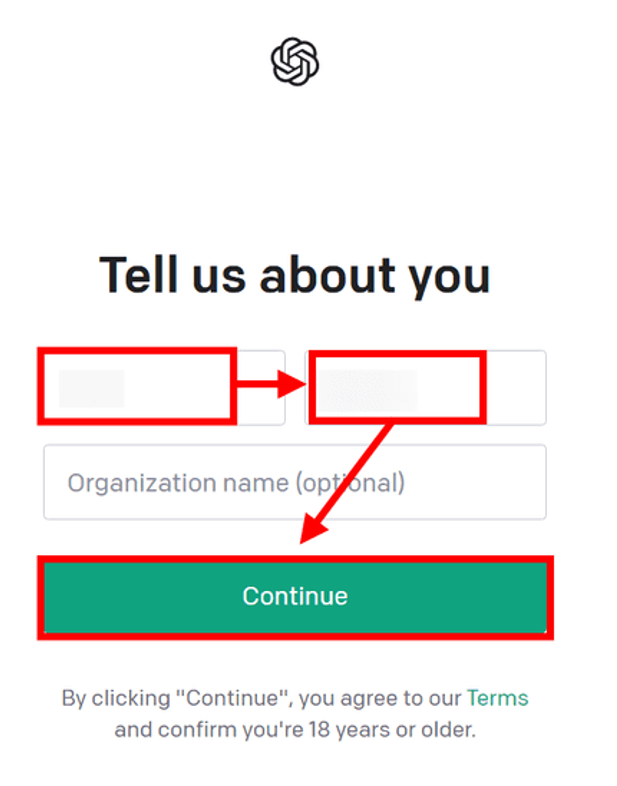 Tell us about you
Organization name (optional)
Continue
By clicking "Continue", you agree to our Terms
and confirm you're 18 years or older.